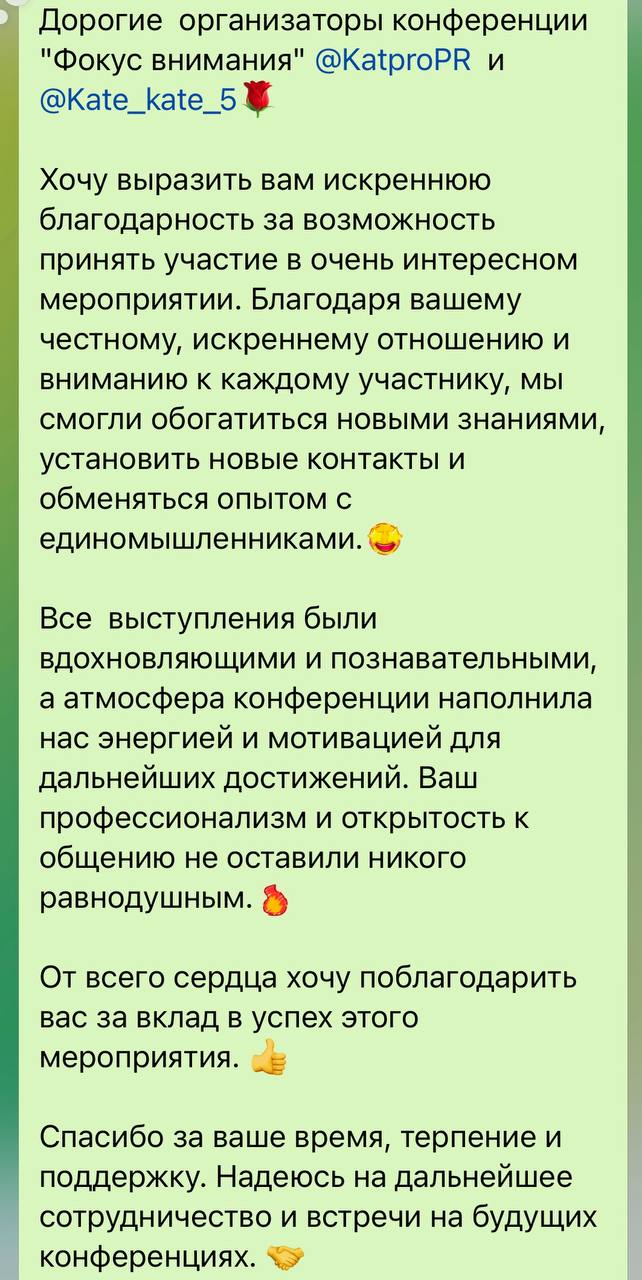 Дорогие  организаторы конференции
"Фокус внимания" @KatproPR  и
@Kate_kate_5🌹
Хочу выразить вам искреннюю
благодарность за возможность
принять участие в очень интересном
мероприятии. Благодаря вашему
честному, искреннему отношению и
вниманию к каждому участнику, мы
смогли обогатиться новыми знаниями,
установить новые контакты и
обменяться опытом с
единомышленниками.🤩
Все  выступления были
вдохновляющими и познавательными,
а атмосфера конференции наполнила
нас энергией и мотивацией для
дальнейших достижений. Ваш
профессионализм и открытость к
общению не оставили никого
равнодушным.🔥
От всего сердца хочу поблагодарить
вас за вклад в успех этого
мероприятия. 👍
Спасибо за ваше время, терпение и
поддержку. Надеюсь на дальнейшее
сотрудничество и встречи на будущих
конференциях. 🤝